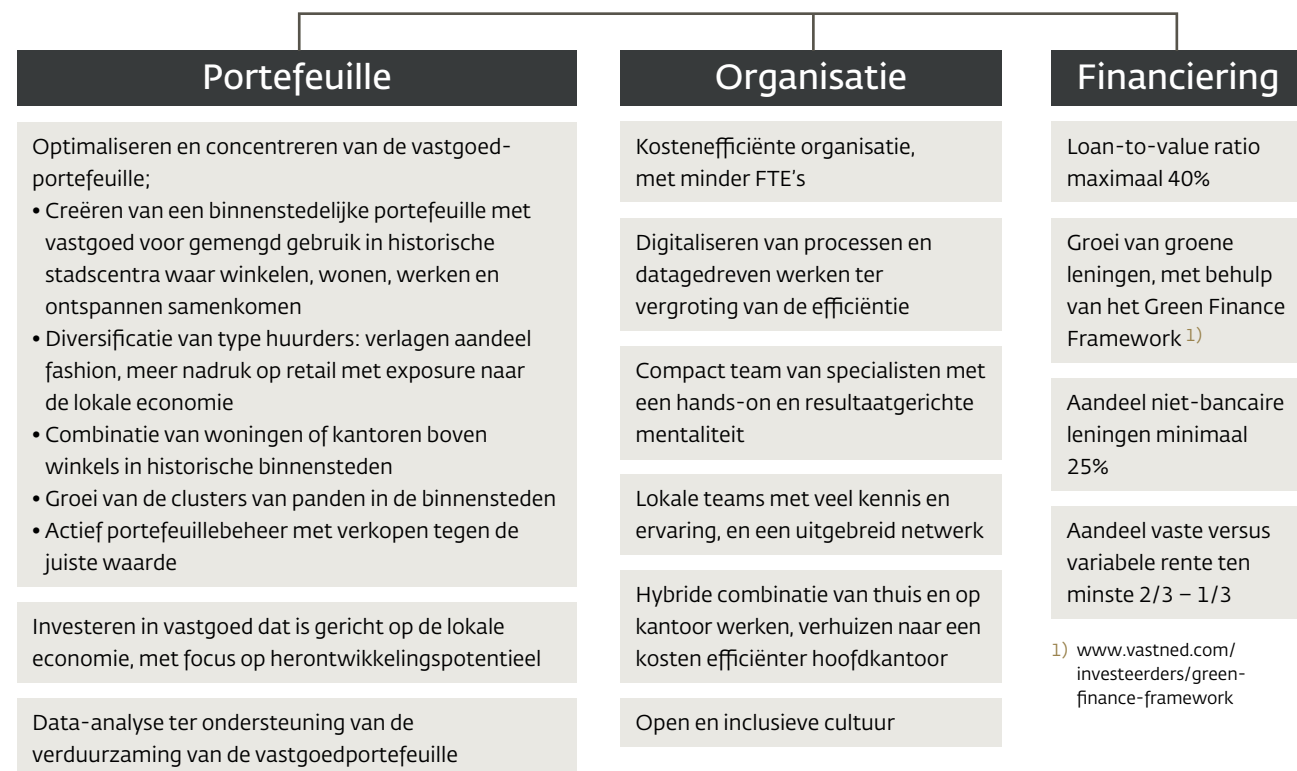 Portefeuille
Optimaliseren en concentreren van de vastgoed-
portefeuille;
• Creëren van een binnenstedelijke portefeuille met
vastgoed voor gemengd gebruik in historische
stadscentra waar winkelen, wonen, werken en
ontspannen samenkomen
• Diversificatie van type huurders: verlagen aandeel
fashion, meer nadruk op retail met exposure naar
de lokale economie
• Combinatie van woningen of kantoren boven
winkels in historische binnensteden
• Groei van de clusters van panden in de binnensteden
• Actief portefeuillebeheer met verkopen tegen de
juiste waarde
Investeren in vastgoed dat is gericht op de lokale
economie, met focus op herontwikkelingspotentieel
Data-analyse ter ondersteuning van de
verduurzaming van de vastgoedportefeuille
Organisatie
Kostenefficiënte organisatie,
met minder FTE's
Digitaliseren van processen en
datagedreven werken ter
vergroting van de efficiëntie
Compact team van specialisten met
een hands-on en resultaatgerichte
mentaliteit
Lokale teams met veel kennis en
ervaring, en een uitgebreid netwerk
Hybride combinatie van thuis en op
kantoor werken, verhuizen naar een
kosten efficiënter hoofdkantoor
Open en inclusieve cultuur
Financiering
Loan-to-value ratio
maximaal 40%
Groei van groene
leningen, met behulp
van het Green Finance
Framework 1)
Aandeel niet-bancaire
leningen minimaal
25%
Aandeel vaste versus
variabele rente ten
minste 2/3 – 1/3
1) www.vastned.com/
investeerders/green-
finance-framework